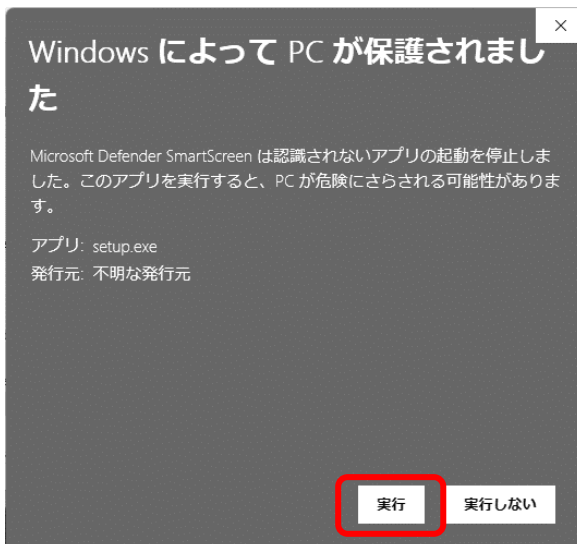 Windows によって PC が保護されまし
た
Microsoft Defender SmartScreen は認識されないアプリの起動を停止しま
した。このアプリを実行すると、PC が危険にさらされる可能性がありま
す。
アプリ: setup.exe
発行元: 不明な発行元
実行 実行しない